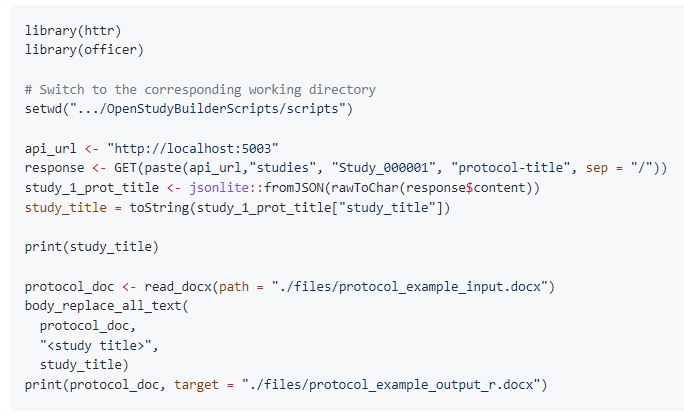 library(httr)
library(officer)

# Switch to the corresponding working directory
setwd(".../OpenStudyBuilderScripts/scripts")

api_url <- "http://localhost:5003"
response <- GET(paste(api_url,"studies", "Study_000001", "protocol-title", sep = "/"))
study_1_prot_title <- jsonlite::fromJSON(rawToChar(response$content))
study_title = toString(study_1_prot_title["study_title"])

print(study_title)

protocol_doc <- read_docx(path = "./files/protocol_example_input.docx")
body_replace_all_text(
  protocol_doc,
  "<study title>",
  study_title)
print(protocol_doc, target = "./files/protocol_example_output_r.docx")